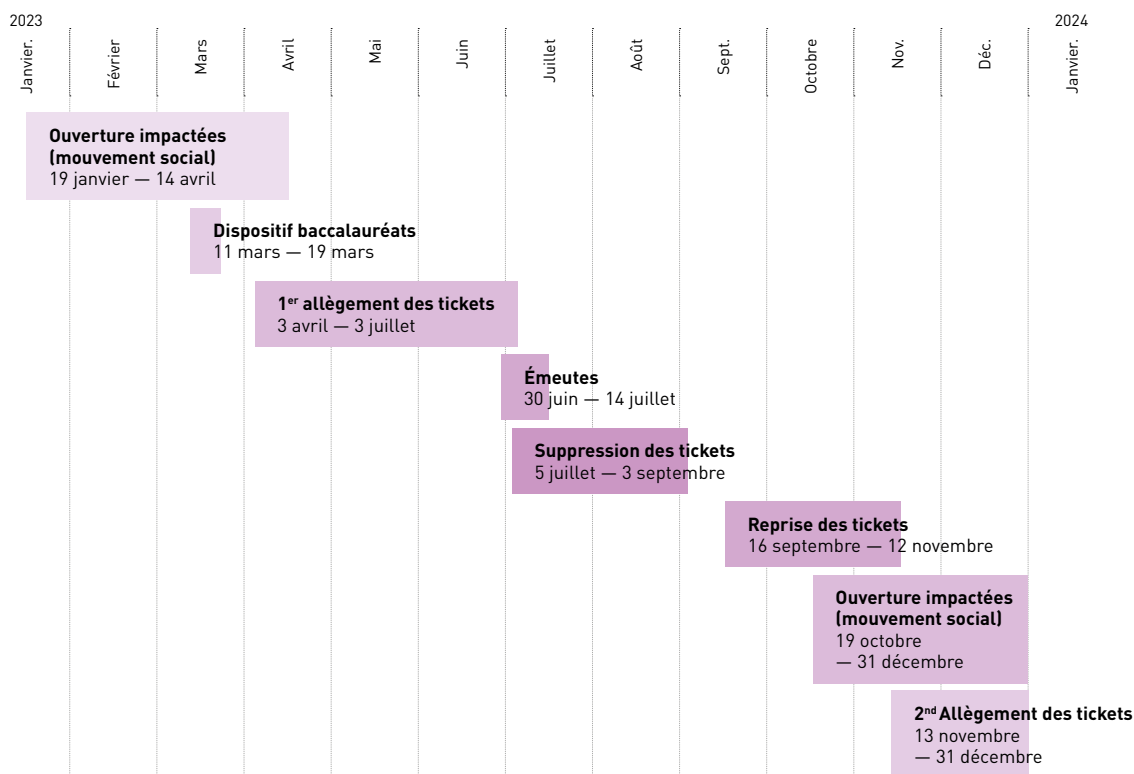 2023
2024
Janvier.
Février
Mars
Avril
Mai
Juin
Juillet
Août
Sept.
Octobre
Nov.
Déc.
Janvier.
Ouverture impactées
(mouvement social)
19 janvier — 14 avril
Dispositif baccalauréats
11 mars — 19 mars
1er allègement des tickets
3 avril — 3 juillet
Émeutes
30 juin — 14 juillet
Suppression des tickets
5 juillet — 3 septembre
Reprise des tickets
16 septembre — 12 novembre
Ouverture impactées
(mouvement social)
19 octobre
— 31 décembre
2nd Allègement des tickets
13 novembre
— 31 décembre